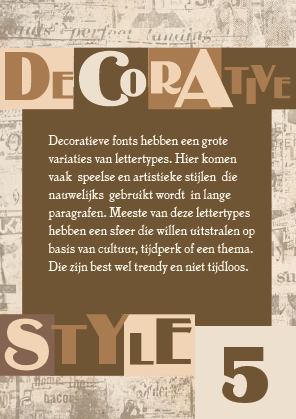 DECORATIVE
Decoratieve fonts hebben een grote
variaties van lettertypes. Hier komen
vaak speelse en artistieke stijlen die
nauwelijks gebruikt wordt in lange
paragrafen. Meeste van deze lettertypes
hebben een sfeer die willen uitstralen op
basis van cultuur, tijdperk of een thema.
Die zijn best wel trendy en niet tijdloos.
STYLE
5